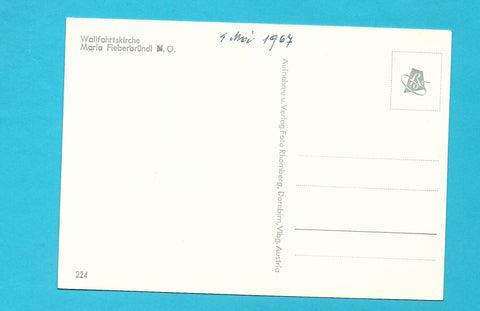 1 Mai 1967
Wallfahrtskirche
Maria Fieberbründl N. Ö.
Aufnahme u. Verlag Foto Rhomberg, Dornbirn, Vlbg. Austria
224